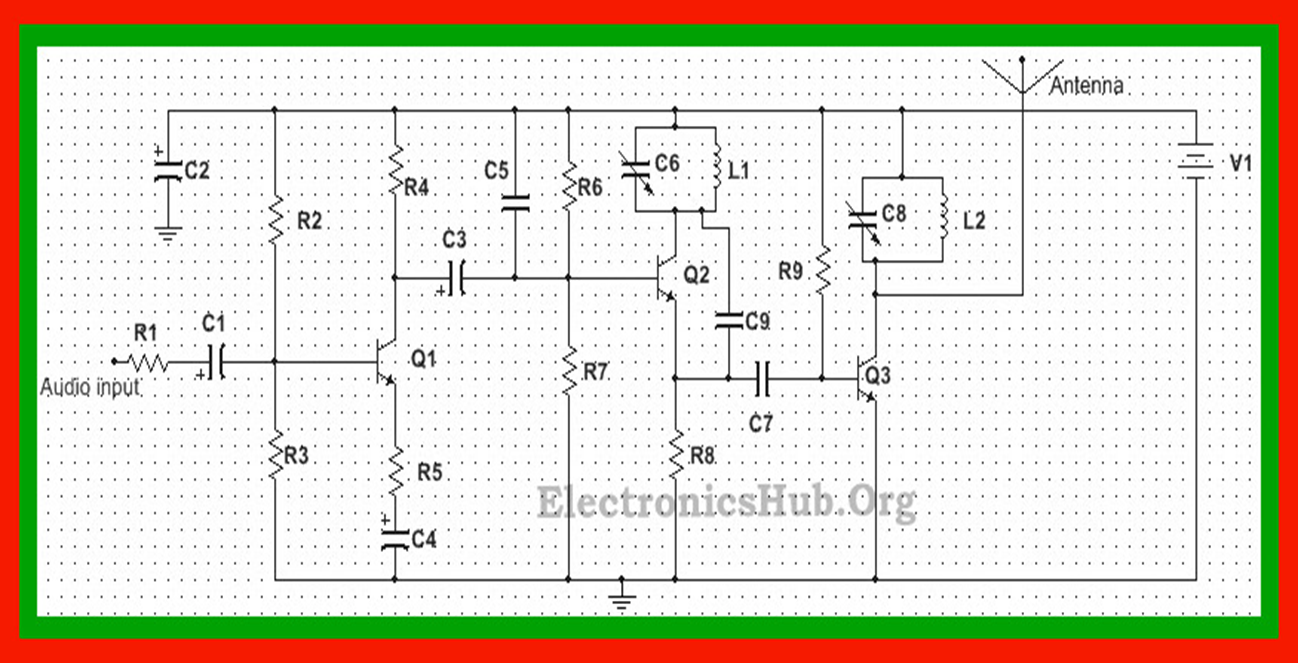 Antenna
+
C2
R2
R4
C5
R6
C6
L1
V1
C8
L2
C3
+
Q2
R9
R1
C1
+
Audio input
Q1
C9
R7
Q3
C7
R3
R5
R8
+
C4
ElectronicsHub.Org